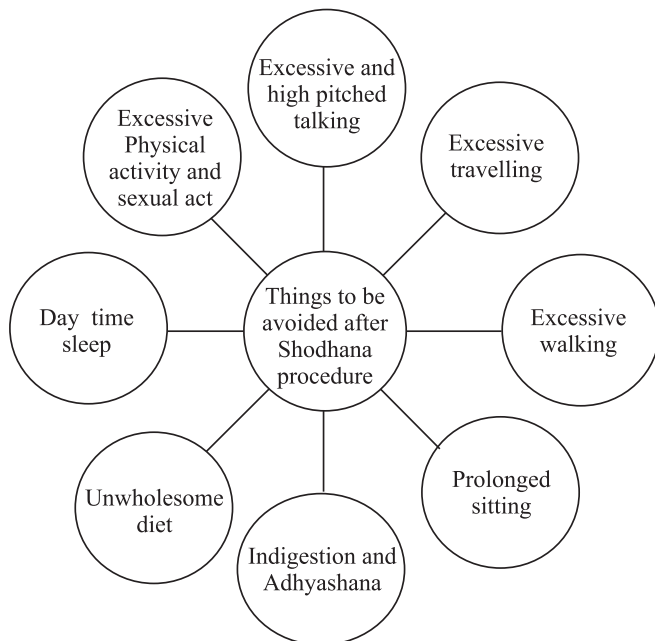 Excessive and
high pitched
talking
Excessive
travelling
Excessive
walking
Prolonged
sitting
Indigestion and
Adhyashana
Unwholesome
diet
Day time
sleep
Excessive
Physical
activity and
sexual act
Things to be
avoided after
Shodhana
procedure